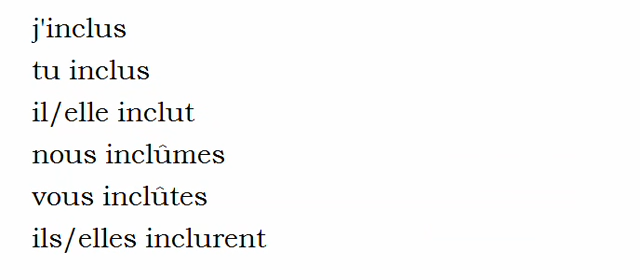 j'inclus
tu inclus
il/elle inclut
nous inclûmes
vous inclûtes
ils/elles inclurent